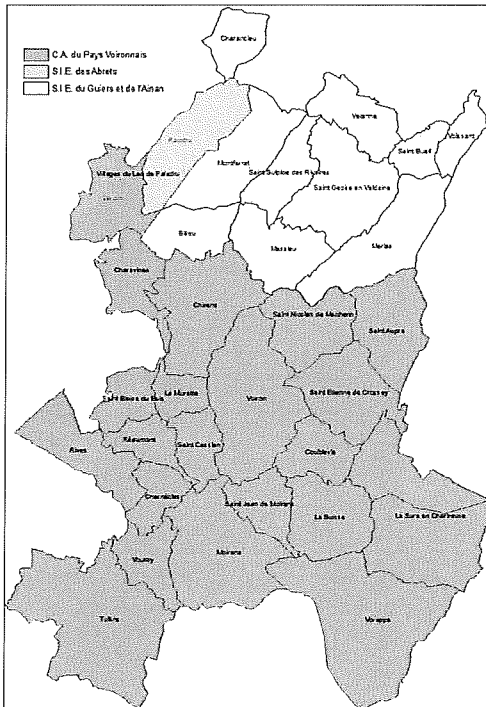 C.A. du Pays Voironnais
S.I.E. des Abrets
S.I.E. du Guiers et de l'Ainan
Charancieu
Velanne
Voissant
Paladru
Saint Bueil
Montferrat
Villages du Lac de Paladru
Saint Sulpice des Rivoires
Saint Geoire en Valdaine
Bilieu
Massieu
Merlas
Charavines
Chirens
Saint Nicolas de Macherin
Saint Aupre
Saint Blaise du Buis
La Murette
Voiron
Saint Etienne de Crossey
Rives
Réaumont
Saint Cassien
Coublevie
Charnècles
Saint Jean de Moirans
La Buisse
La Sure en Chartreuse
Vourey
Moirans
Tullins
Voreppe